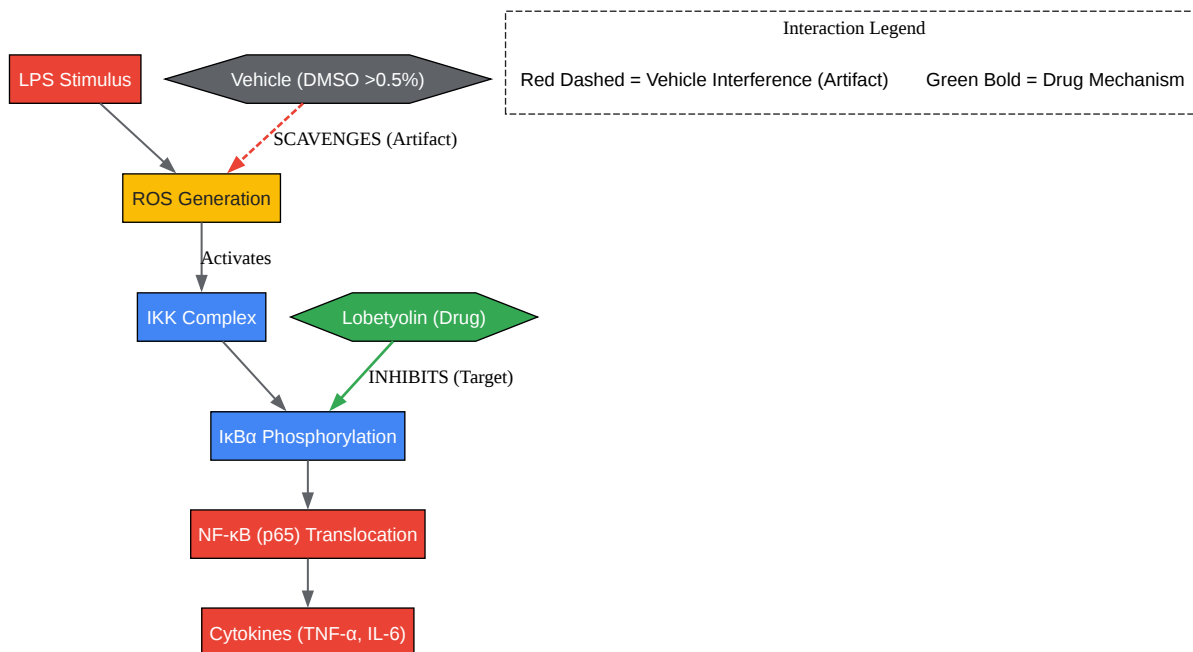 Interaction Legend
Red Dashed = Vehicle Interference (Artifact)
Green Bold = Drug Mechanism
LPS Stimulus
Vehicle (DMSO >0.5%)
SCAVENGES (Artifact)
ROS Generation
Activates
IKK Complex
Lobetyolin (Drug)
INHIBITS (Target)
IκBα Phosphorylation
NF-κB (p65) Translocation
Cytokines (TNF-α, IL-6)